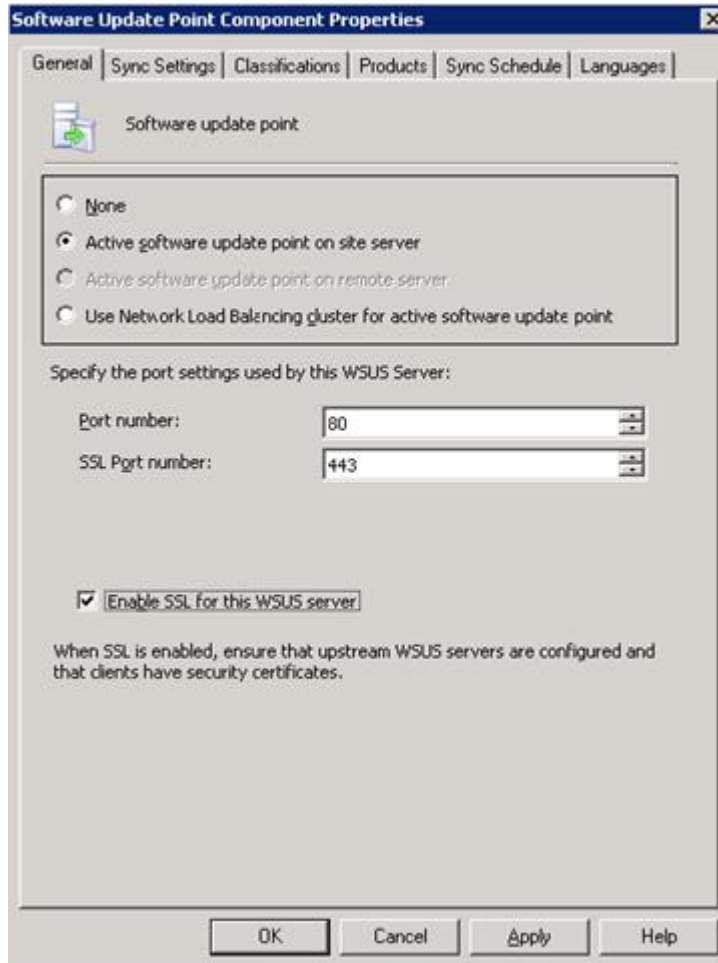 Software Update Point Component Properties
General Sync Settings Classifications Products Sync Schedule Languages
Software update point
None
Active software update point on site server
Active software update point on remote server
Use Network Load Balancing cluster for active software update point
Specify the port settings used by this WSUS Server:
Port number: 80
SSL Port number: 443
Enable SSL for this WSUS server
When SSL is enabled, ensure that upstream WSUS servers are configured and
that clients have security certificates.
OK Cancel Apply Help